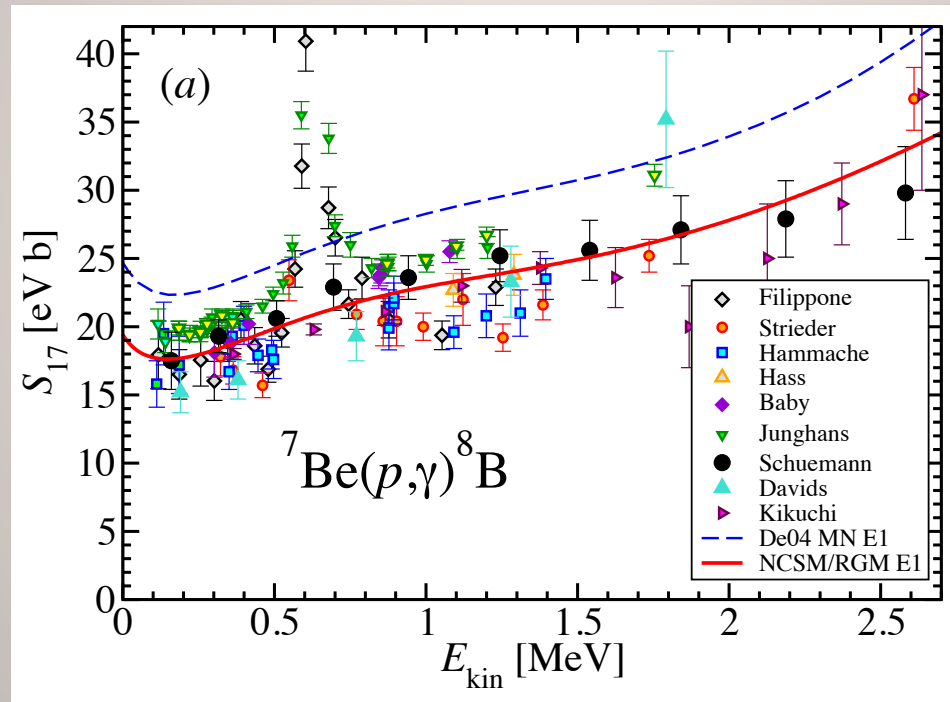 (a)
40
35
30
25
20
15
10
5
0
S17 [eV b]
7Be(p,γ)8B
Filippone
Strieder
Hammache
Hass
Baby
Junghans
Schuemann
Davids
Kikuchi
De04 MN E1
NCSM/RGM E1
0 0.5 1 1.5 2 2.5
Ekin [MeV]